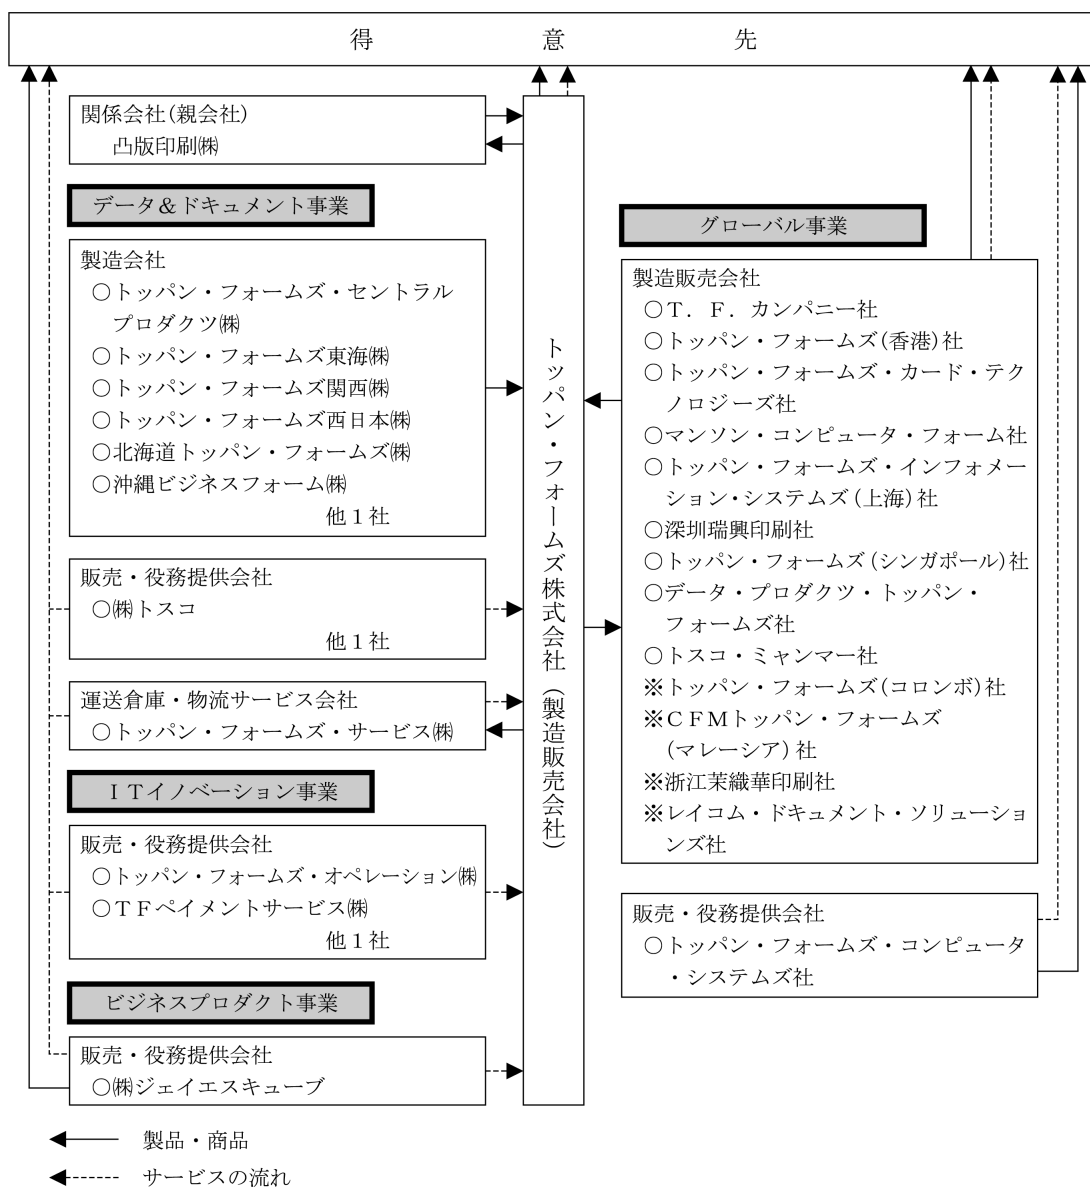 得意先
関係会社(親会社)
凸版印刷㈱
データ＆ドキュメント事業
製造会社
○トッパン・フォームズ・セントラル
プロダクツ㈱
○トッパン・フォームズ東海㈱
○トッパン・フォームズ関西㈱
○トッパン・フォームズ西日本㈱
○北海道トッパン・フォームズ㈱
○沖縄ビジネスフォーム㈱
他１社
販売・役務提供会社
○㈱トスコ
他１社
運送倉庫・物流サービス会社
○トッパン・フォームズ・サービス㈱
ＩＴイノベーション事業
販売・役務提供会社
○トッパン・フォームズ・オペレーション㈱
○ＴＦペイメントサービス㈱
他１社
ビジネスプロダクト事業
販売・役務提供会社
○㈱ジェイエスキューブ
トッパン・フォームズ株式会社（製造販売会社）
グローバル事業
製造販売会社
○Ｔ．Ｆ．カンパニー社
○トッパン・フォームズ(香港)社
○トッパン・フォームズ・カード・テク
ノロジーズ社
○マンソン・コンピュータ・フォーム社
○トッパン・フォームズ・インフォメー
ション・システムズ(上海)社
○深圳瑞興印刷社
○トッパン・フォームズ(シンガポール)社
○データ・プロダクツ・トッパン・
フォームズ社
○トスコ・ミャンマー社
※トッパン・フォームズ(コロンボ)社
※ＣＦＭトッパン・フォームズ
(マレーシア)社
※浙江茉織華印刷社
※レイコム・ドキュメント・ソリューショ
ンズ社
販売・役務提供会社
○トッパン・フォームズ・コンピュータ
・システムズ社
製品・商品
サービスの流れ